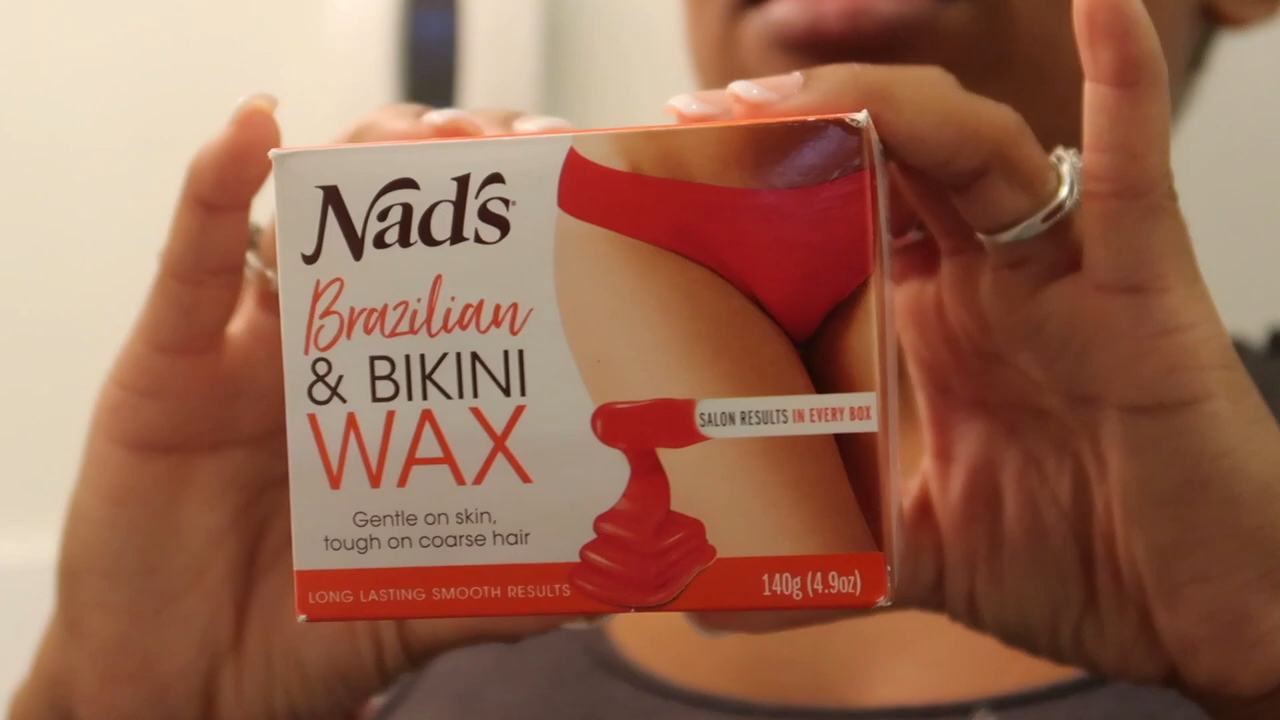 Nad's
Brazilian
& BIKINI
WAX
Gentle on skin,
tough on coarse hair
SALON RESULTS IN EVERY BOX
LONG LASTING SMOOTH RESULTS
140g (4.9oz)